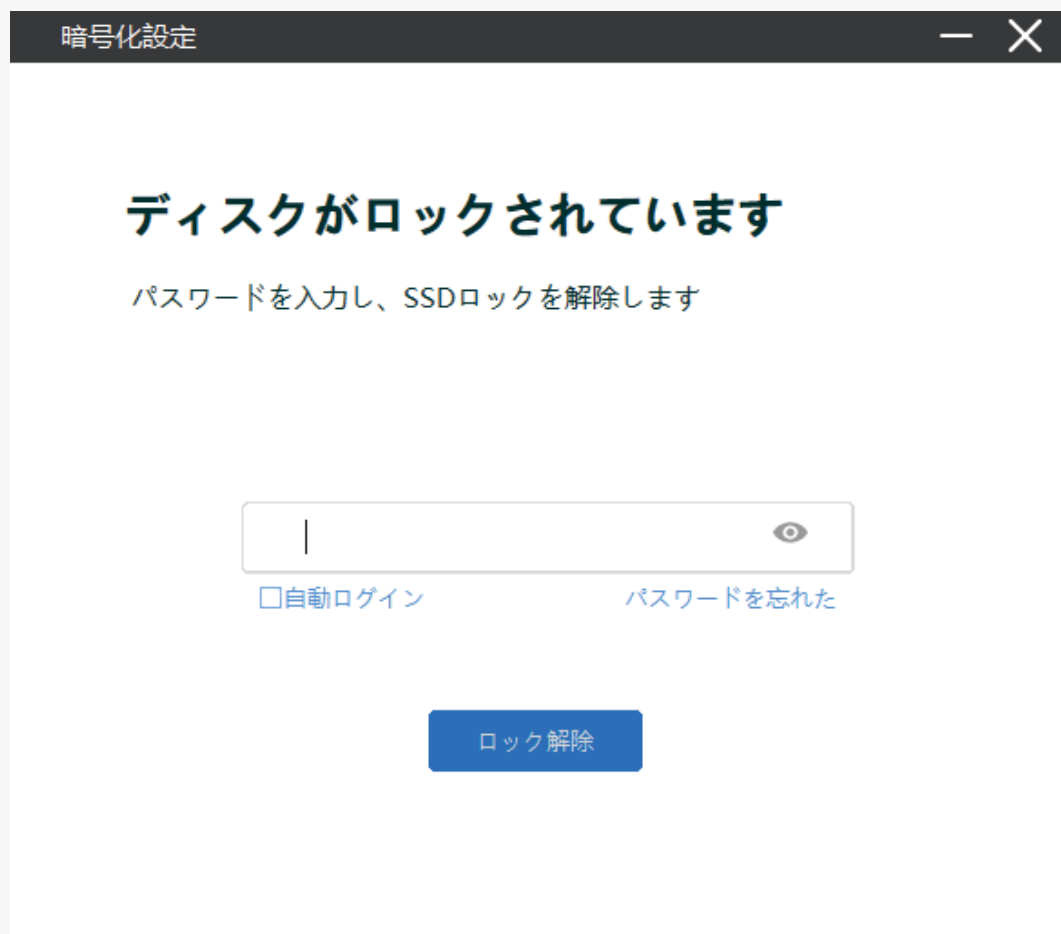 暗号化設定
ディスクがロックされています
パスワードを入力し、SSDロックを解除します
□自動ログイン パスワードを忘れた
ロック解除